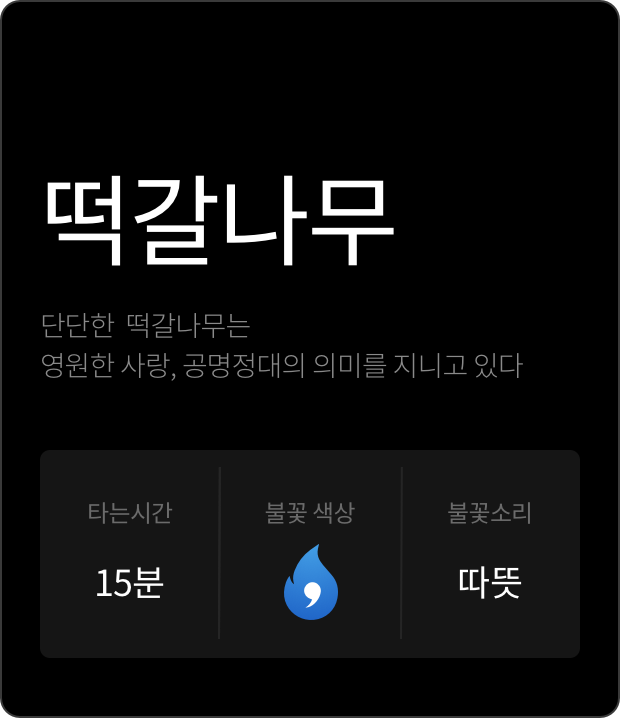 떡갈나무
단단한 떡갈나무는
영원한 사랑, 공명정대의 의미를 지니고 있다
타는시간 불꽃 색상 불꽃소리
15분 따뜻